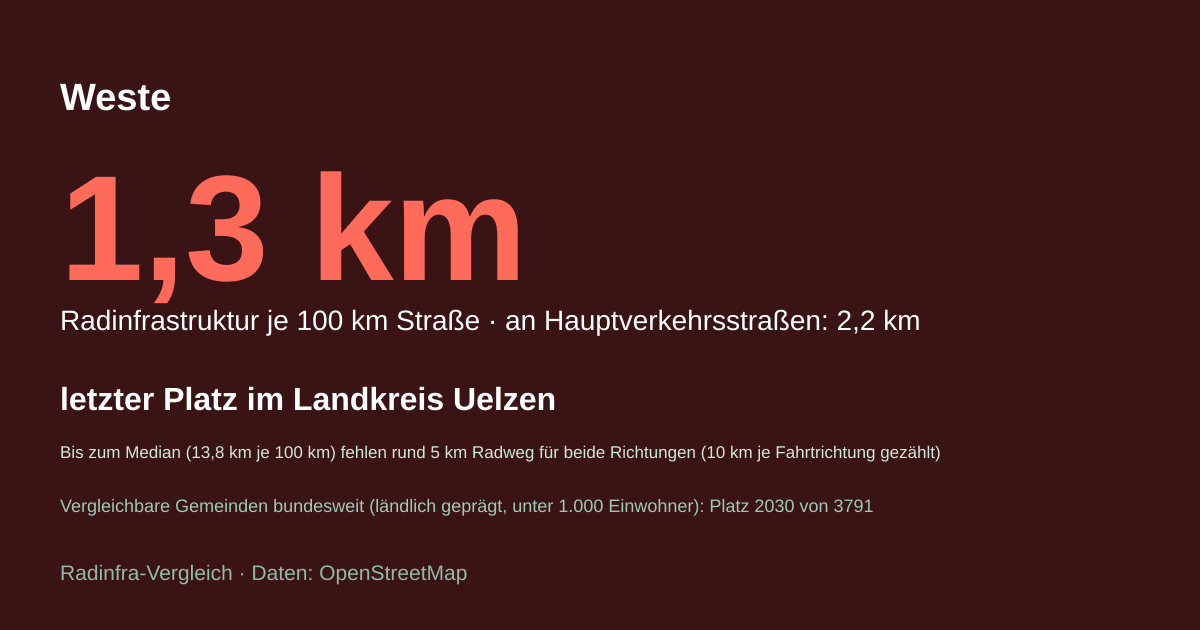 Weste
1,3 km
Radinfrastruktur je 100 km Straße · an Hauptverkehrsstraßen: 2,2 km
letzter Platz im Landkreis Uelzen
Bis zum Median (13,8 km je 100 km) fehlen rund 5 km Radweg für beide Richtungen (10 km je Fahrtrichtung gezählt)
Vergleichbare Gemeinden bundesweit (ländlich geprägt, unter 1.000 Einwohner): Platz 2030 von 3791
Radinfra-Vergleich · Daten: OpenStreetMap